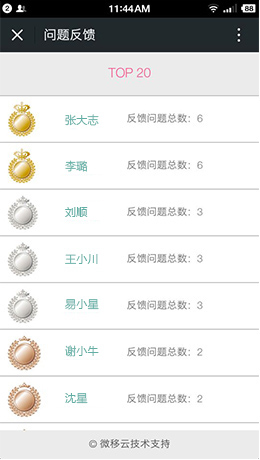 2
11:44AM
88
× 问题反馈
TOP 20
张大志 反馈问题总数：6
李璐 反馈问题总数：6
刘顺 反馈问题总数：3
王小川 反馈问题总数：3
易小星 反馈问题总数：3
谢小牛 反馈问题总数：2
沈星 反馈问题总数：2
© 微移云技术支持